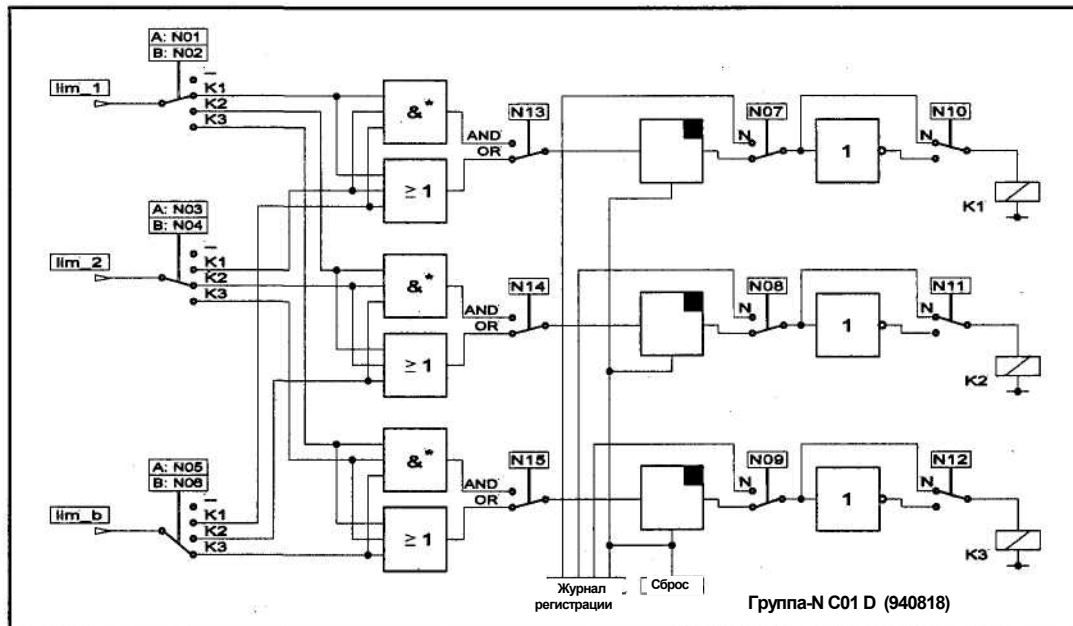 A: N01
B: N02
lim_1
–
K1
K2
K3
&*
≥ 1
AND
OR
N13
N07
N
1
N10
N
K1
A: N03
B: N04
lim_2
–
K1
K2
K3
&*
≥ 1
AND
OR
N14
N08
N
1
N11
N
K2
A: N05
B: N06
lim_b
–
K1
K2
K3
&*
≥ 1
AND
OR
N15
N09
N
1
N12
N
K3
Журнал
регистрации
Сброс
Группа-N C01 D (940818)